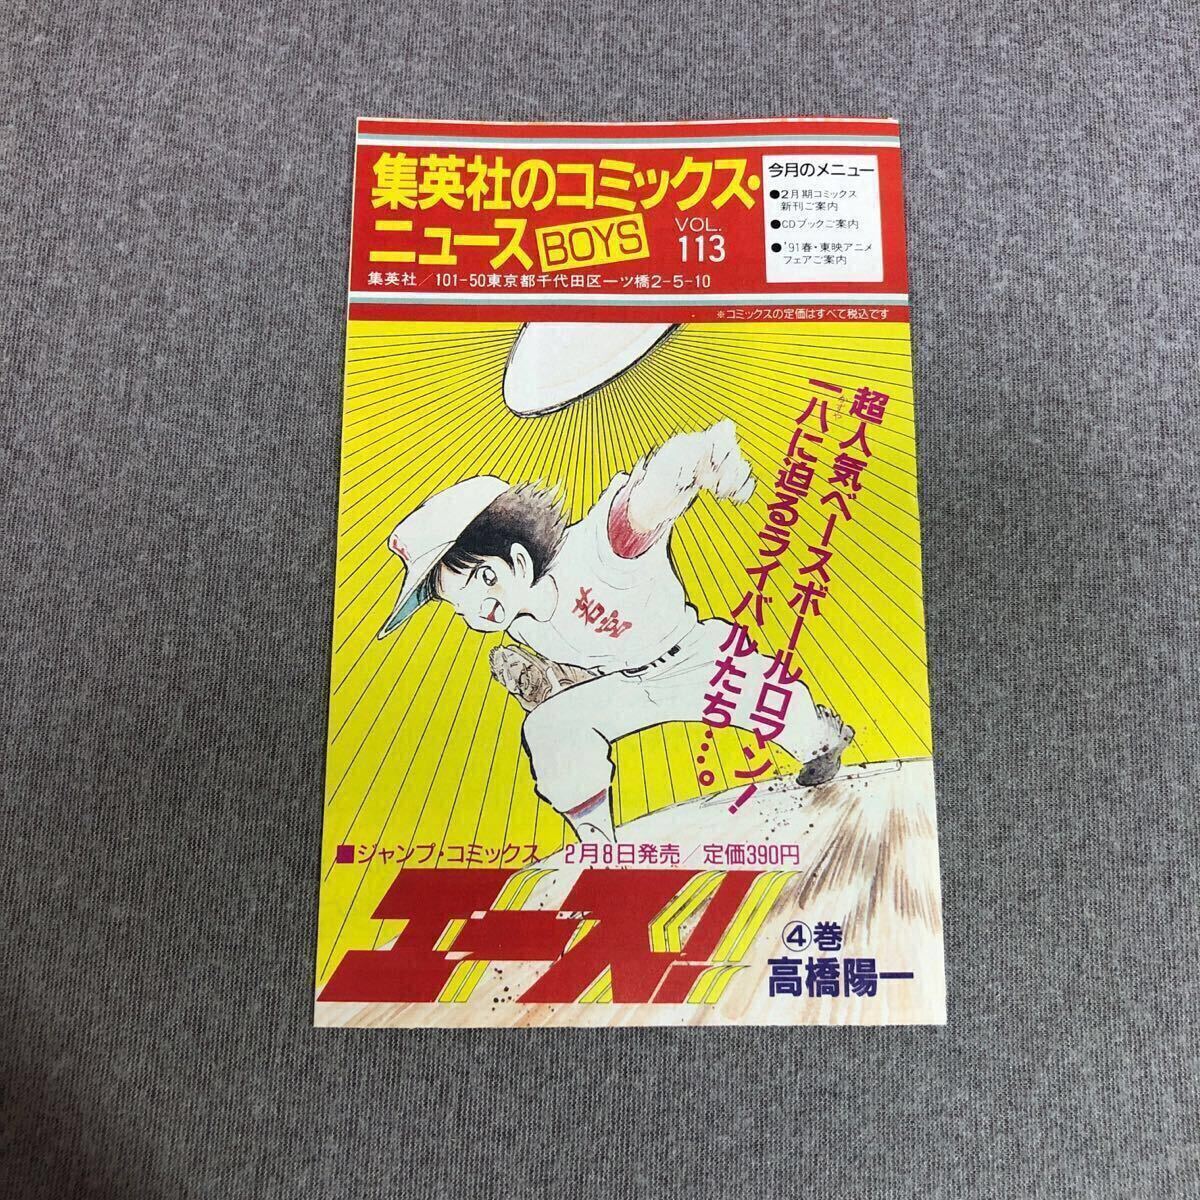 集英社のコミックス・
ニュース BOYS VOL. 113
集英社/101-50東京都千代田区一ツ橋2-5-10
今月のメニュー
●2月期コミックス
新刊ご案内
●CDブックご案内
●'91春・東映アニメ
フェアご案内
※コミックスの定価はすべて税込です
超人気ベースボールロマン!
一八に迫るライバルたち…。
若宮
■ジャンプ・コミックス/2月8日発売/定価390円
エース!
④巻
高橋陽一